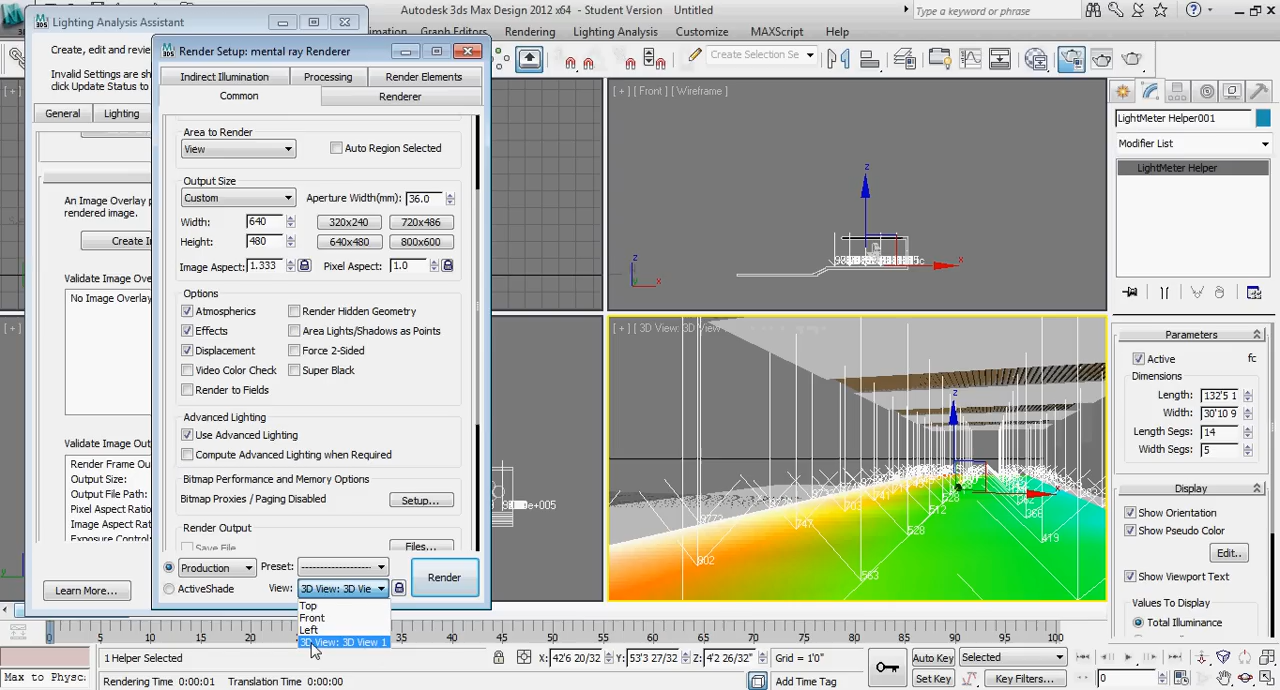 Autodesk 3ds Max Design 2012 x64 - Student Version Untitled
Type a keyword or phrase
Lighting Analysis Assistant
Rendering Lighting Analysis Customize MAXScript Help
Create, edit and review
Invalid Settings are sh
click Update Status to
General Lighting
An Image Overlay p
rendered image.
Create I
Validate Image Ove
No Image Overlay
Validate Image Out
Render Frame Ou
Output Size:
Output File Path:
Pixel Aspect Ratio
Image Aspect Rat
Exposure Control:
Learn More...
Render Setup: mental ray Renderer
Indirect Illumination Processing Render Elements
Common Renderer
Area to Render
View Auto Region Selected
Output Size
Custom Aperture Width(mm): 36.0
Width: 640 320x240 720x486
Height: 480 640x480 800x600
Image Aspect: 1.333 Pixel Aspect: 1.0
Options
Atmospherics Render Hidden Geometry
Effects Area Lights/Shadows as Points
Displacement Force 2-Sided
Video Color Check Super Black
Render to Fields
Advanced Lighting
Use Advanced Lighting
Compute Advanced Lighting when Required
Bitmap Performance and Memory Options
Bitmap Proxies / Paging Disabled Setup...
Render Output
Save File Files...
Production Preset: --------------------
ActiveShade View: 3D View: 3D Vie Render
Top
Front
Left
3D View: 3D View 1
Create Selection Se
[ + ] [ Front ] [ Wireframe ]
z
x
z
x
[ + ] [ 3D View: 3D View
z
x
902
747
563
528
512
528
368
419
LightMeter Helper001
Modifier List
LightMeter Helper
Parameters
Active fc
Dimensions
Length: 132'5 1
Width: 30'10 9
Length Segs: 14
Width Segs: 5
Display
Show Orientation
Show Pseudo Color
Edit..
Show Viewport Text
Values To Display
Total Illuminance
0 35 40 45 50 55 60 65 70 75 80 85 90 95 100
1 Helper Selected X: 42'6 20/32 Y: 53'3 27/32 Z: 4'2 26/32" Grid = 1'0" Auto Key Selected
Max to Physc: Rendering Time 0:00:01 Translation Time 0:00:00 Add Time Tag Set Key Key Filters... 0